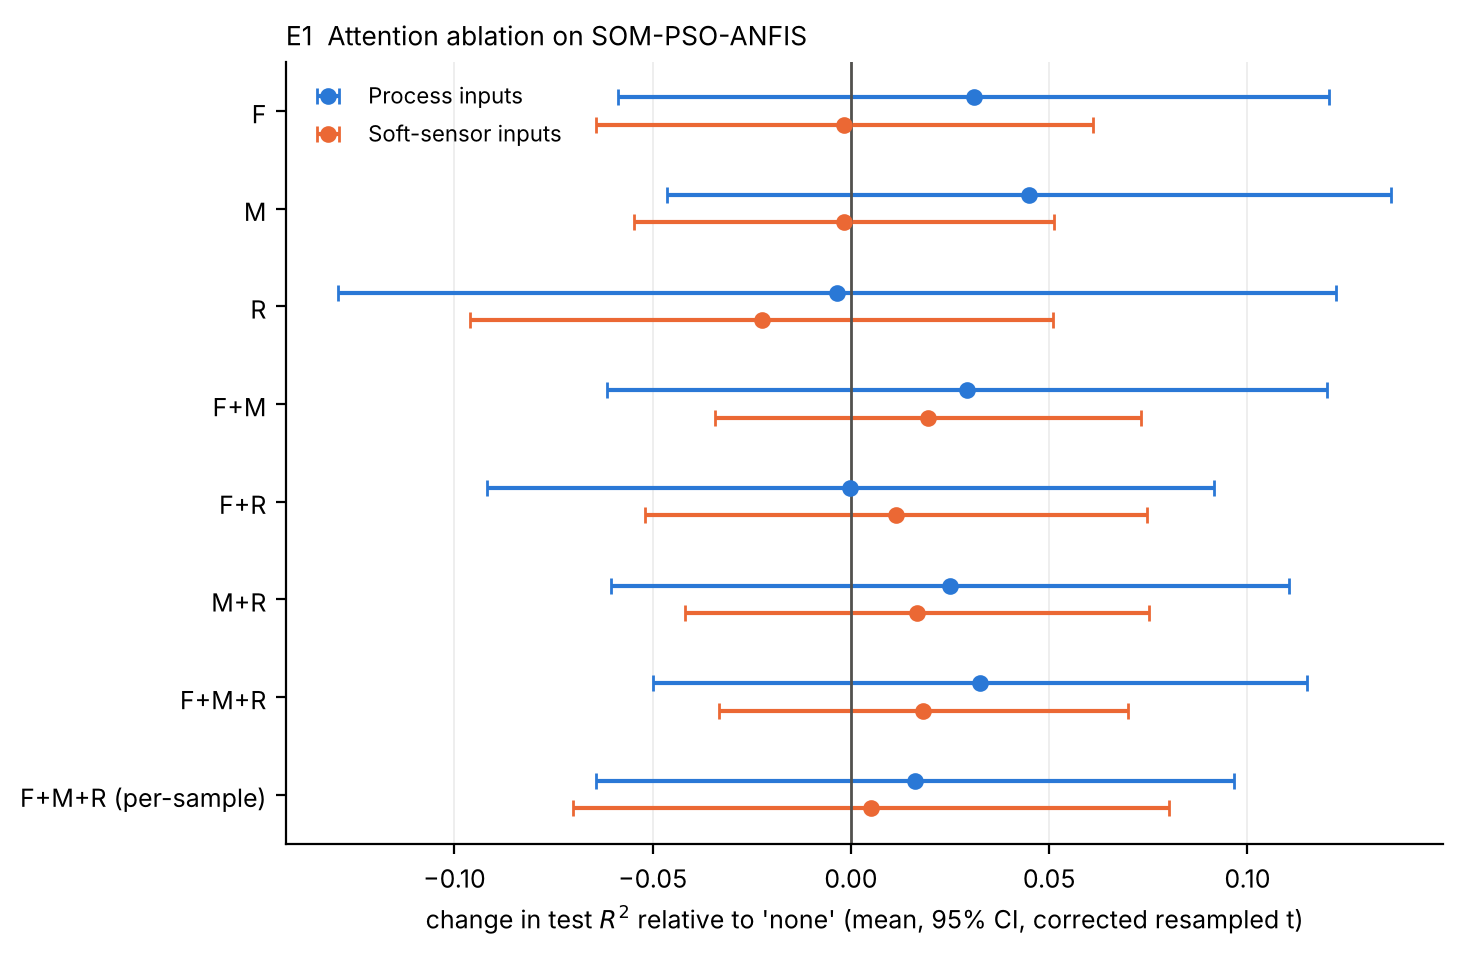 E1 Attention ablation on SOM-PSO-ANFIS
Process inputs
Soft-sensor inputs
F
M
R
F+M
F+R
M+R
F+M+R
F+M+R (per-sample)
−0.10 −0.05 0.00 0.05 0.10
change in test R² relative to 'none' (mean, 95% CI, corrected resampled t)